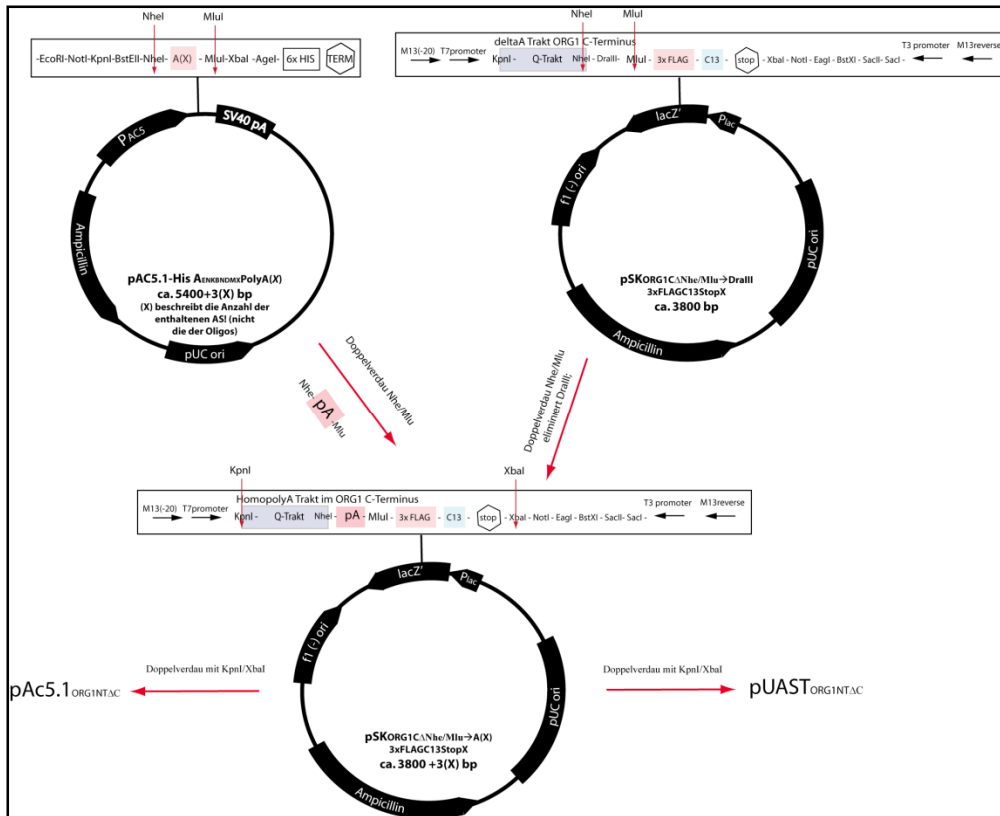 NheI
MluI
-EcoRI-NotI-KpnI-BstEII-NheI-
A(X)
- MluI-XbaI -AgeI-
6x HIS
TERM
PAC5
SV40 pA
Ampicillin
pUC ori
pAC5.1-His AENKBNDMXPolyA(X)
ca. 5400+3(X) bp
(X) beschreibt die Anzahl der
enthaltenen AS! (nicht
die der Oligos)
NheI
MluI
deltaA Trakt ORG1 C-Terminus
M13(-20)
T7promoter
KpnI-
Q-Trakt
NheI -DraIII-
MluI -
3x FLAG
-
C13
-
stop
- XbaI - NotI - EagI - BstXI - SacII- SacI -
T3 promoter
M13reverse
lacZ'
Plac
f1 (-) ori
pUC ori
Ampicillin
pSKORG1CΔNhe/Mlu→DraIII
3xFLAGC13StopX
ca. 3800 bp
Doppelverdau Nhe/Mlu
Nhe-
pA
-Mlu
Doppelverdau Nhe/Mlu
eliminert DraIII;
KpnI
XbaI
HomopolyA Trakt im ORG1 C-Terminus
M13(-20)
T7promoter
KpnI-
Q-Trakt
NheI -
pA
- MluI -
3x FLAG
-
C13
-
stop
- XbaI - NotI - EagI - BstXI - SacII- SacI -
T3 promoter
M13reverse
lacZ'
Plac
f1 (-) ori
pUC ori
Ampicillin
pSKORG1CΔNhe/Mlu→A(X)
3xFLAGC13StopX
ca. 3800 +3(X) bp
Doppelverdau mit KpnI/XbaI
pAc5.1ORG1NTΔC
Doppelverdau mit KpnI/XbaI
pUASTORG1NTΔC